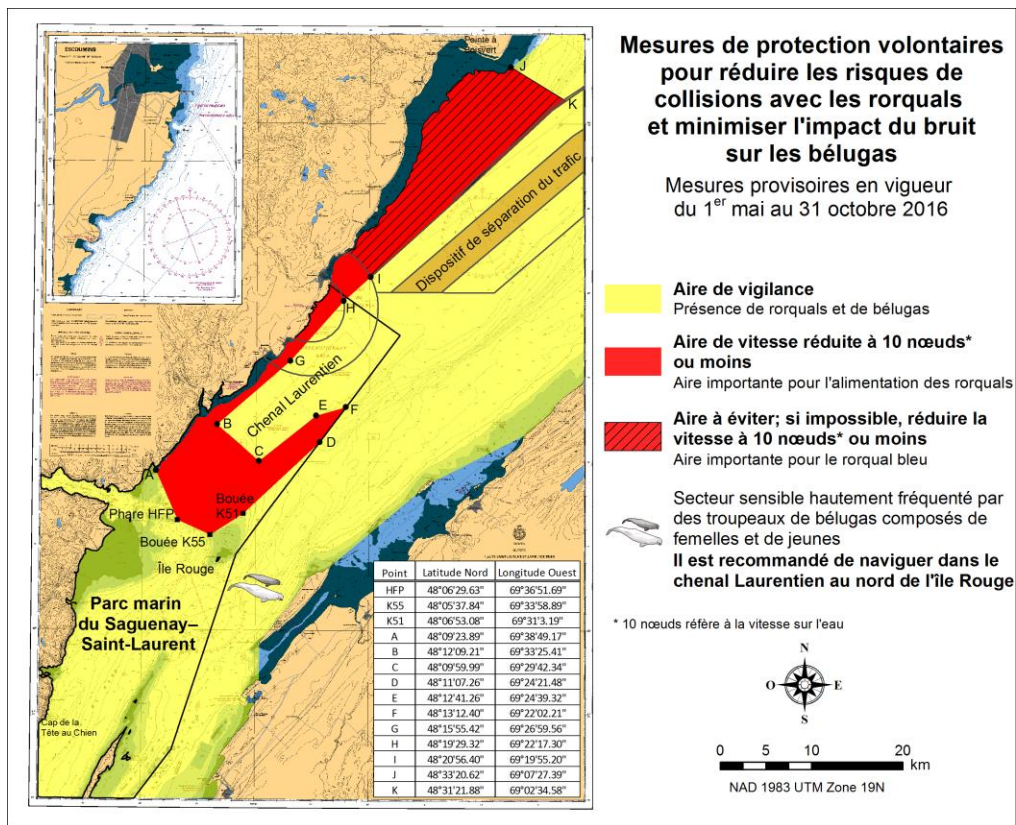 Mesures de protection volontaires
pour réduire les risques de
collisions avec les rorquals
et minimiser l'impact du bruit
sur les bélugas
Mesures provisoires en vigueur
du 1er mai au 31 octobre 2016
Aire de vigilance
Présence de rorquals et de bélugas
Aire de vitesse réduite à 10 nœuds*
ou moins
Aire importante pour l'alimentation des rorquals
Aire à éviter; si impossible, réduire la
vitesse à 10 nœuds* ou moins
Aire importante pour le rorqual bleu
Secteur sensible hautement fréquenté par
des troupeaux de bélugas composés de
femelles et de jeunes
Il est recommandé de naviguer dans le
chenal Laurentien au nord de l'île Rouge
* 10 nœuds réfère à la vitesse sur l'eau
N
O
E
S
0 5 10 20
km
NAD 1983 UTM Zone 19N
ESCOUMINS
Pointe à
Boisvert
J
K
Dispositif de séparation du trafic
I
H
G
Chenal Laurentien
E
F
B
D
C
A
Phare HFP
Bouée
K51
Bouée K55
Île Rouge
Parc marin
du Saguenay–
Saint-Laurent
Cap de la
Tête au Chien
Point Latitude Nord Longitude Ouest
HFP 48°06'29.63" 69°36'51.69"
K55 48°05'37.84" 69°33'58.89"
K51 48°06'53.08" 69°31'3.19"
A 48°09'23.89" 69°38'49.17"
B 48°12'09.21" 69°33'25.41"
C 48°09'59.99" 69°29'42.34"
D 48°11'07.26" 69°24'21.48"
E 48°12'41.26" 69°24'39.32"
F 48°13'12.40" 69°22'02.21"
G 48°15'55.42" 69°26'59.56"
H 48°19'29.32" 69°22'17.30"
I 48°20'56.40" 69°19'55.20"
J 48°33'20.62" 69°07'27.39"
K 48°31'21.88" 69°02'34.58"